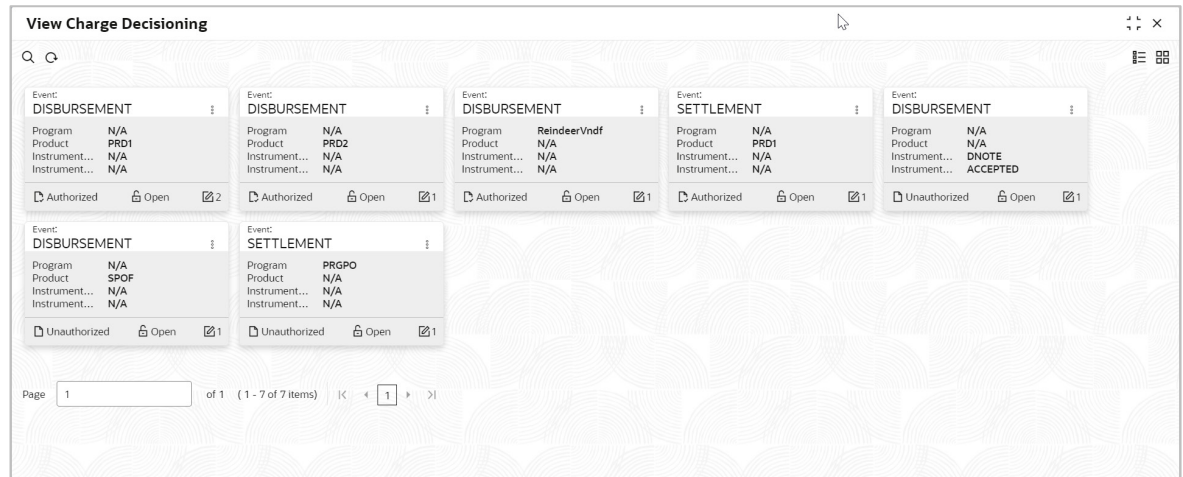 View Charge Decisioning
Event:
DISBURSEMENT
Program N/A
Product PRD1
Instrument... N/A
Instrument... N/A
Authorized Open 2
Event:
DISBURSEMENT
Program N/A
Product PRD2
Instrument... N/A
Instrument... N/A
Authorized Open 1
Event:
DISBURSEMENT
Program ReindeerVndf
Product N/A
Instrument... N/A
Instrument... N/A
Authorized Open 1
Event:
SETTLEMENT
Program N/A
Product PRD1
Instrument... N/A
Instrument... N/A
Authorized Open 1
Event:
DISBURSEMENT
Program N/A
Product N/A
Instrument... DNOTE
Instrument... ACCEPTED
Unauthorized Open 1
Event:
DISBURSEMENT
Program N/A
Product SPOF
Instrument... N/A
Instrument... N/A
Unauthorized Open 1
Event:
SETTLEMENT
Program PRGPO
Product N/A
Instrument... N/A
Instrument... N/A
Unauthorized Open 1
Page 1 of 1 (1 - 7 of 7 items) 1